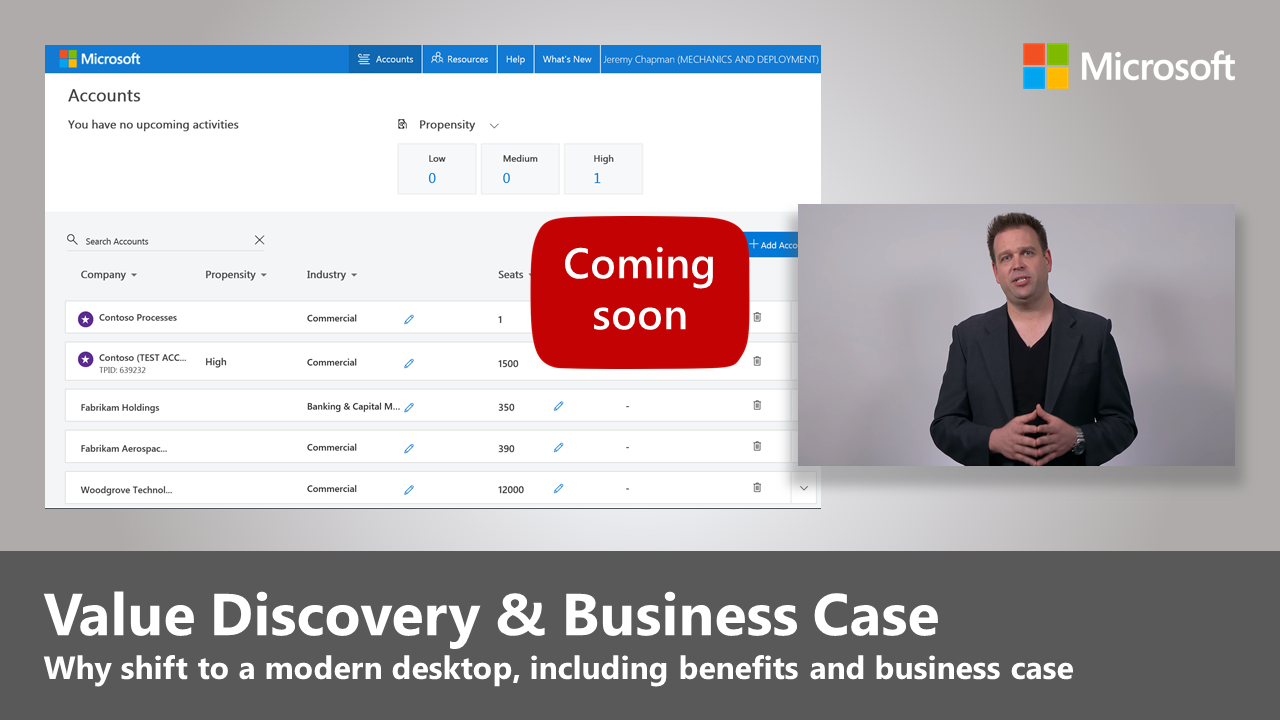 Microsoft
Accounts
Resources
Help
What's New
Jeremy Chapman (MECHANICS AND DEPLOYMENT)
Microsoft
Accounts
You have no upcoming activities
Propensity
Low
Medium
High
0
0
1
Search Accounts
Add Acco
Company
Propensity
Industry
Seats
Contoso Processes
Commercial
1
Contoso (TEST ACC...
TPID: 639232
High
Commercial
1500
Fabrikam Holdings
Banking & Capital M...
350
-
Fabrikam Aerospac...
Commercial
390
-
Woodgrove Technol...
Commercial
12000
-
Coming
soon
Value Discovery & Business Case
Why shift to a modern desktop, including benefits and business case